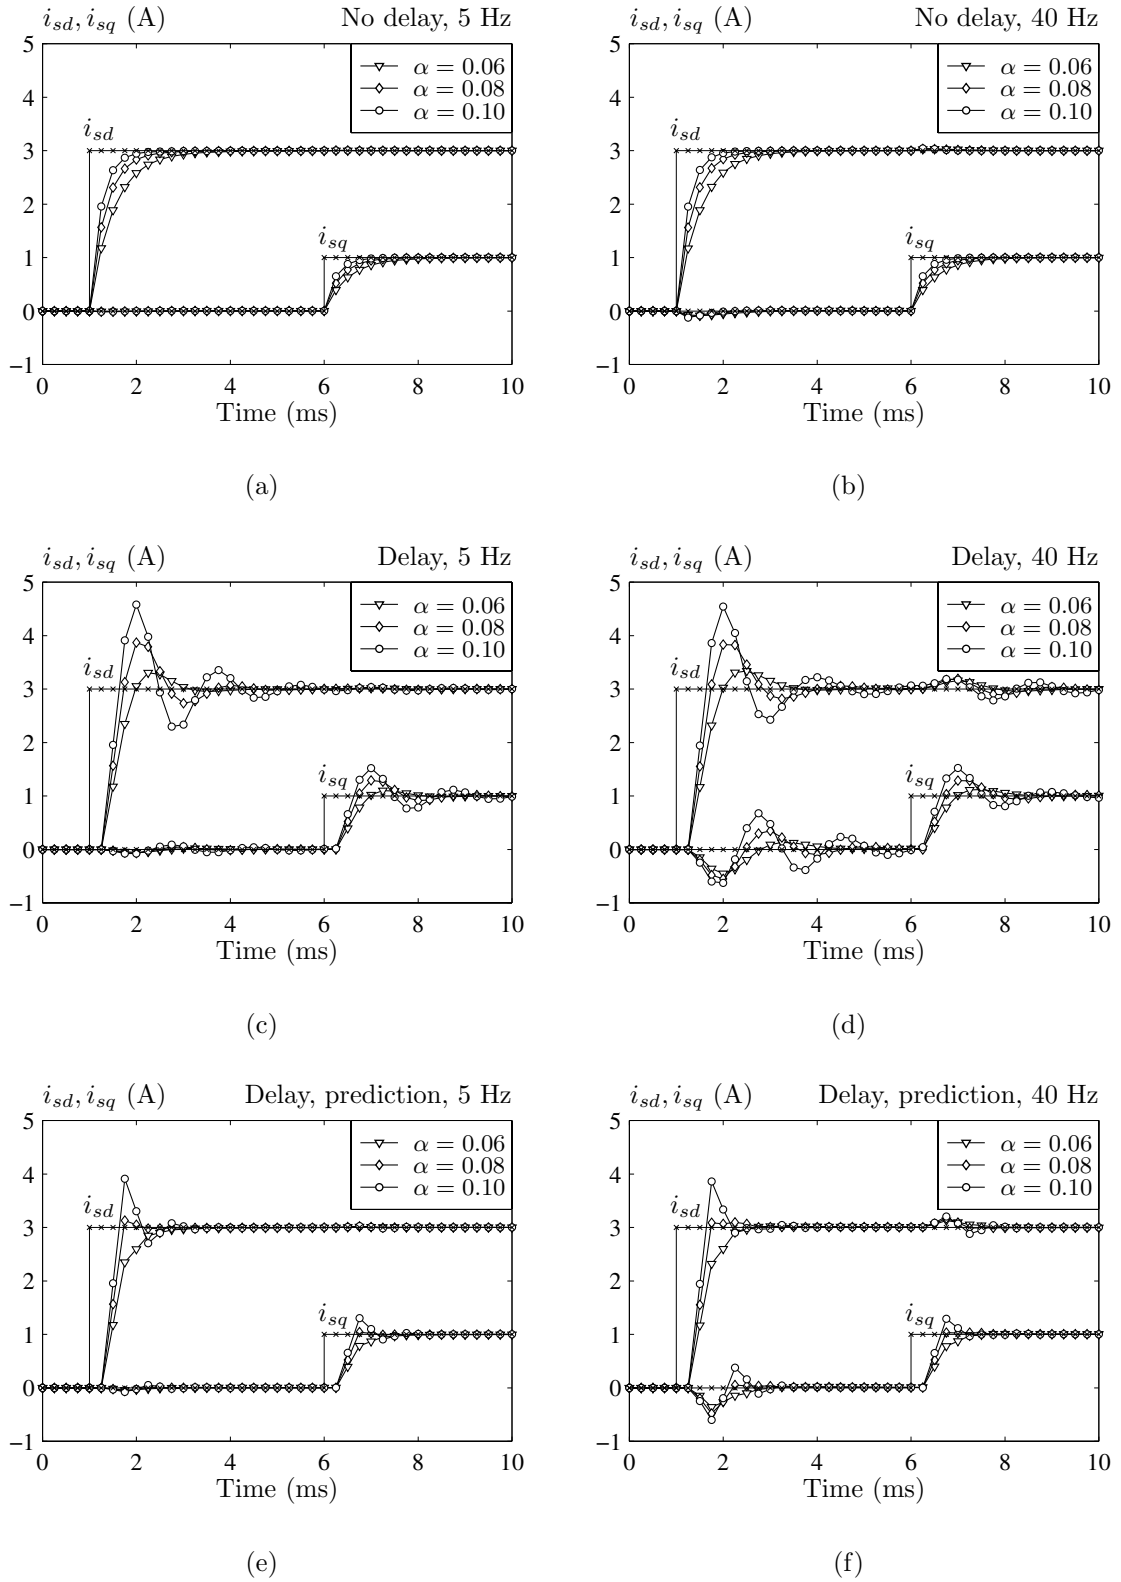 i_sd, i_sq (A) No delay, 5 Hz
5
4
3
2
1
0
−1
α = 0.06
α = 0.08
α = 0.10
i_sd
i_sq
0 2 4 6 8 10
Time (ms)
(a)
i_sd, i_sq (A) No delay, 40 Hz
5
4
3
2
1
0
−1
α = 0.06
α = 0.08
α = 0.10
i_sd
i_sq
0 2 4 6 8 10
Time (ms)
(b)
i_sd, i_sq (A) Delay, 5 Hz
5
4
3
2
1
0
−1
α = 0.06
α = 0.08
α = 0.10
i_sd
i_sq
0 2 4 6 8 10
Time (ms)
(c)
i_sd, i_sq (A) Delay, 40 Hz
5
4
3
2
1
0
−1
α = 0.06
α = 0.08
α = 0.10
i_sd
i_sq
0 2 4 6 8 10
Time (ms)
(d)
i_sd, i_sq (A) Delay, prediction, 5 Hz
5
4
3
2
1
0
−1
α = 0.06
α = 0.08
α = 0.10
i_sd
i_sq
0 2 4 6 8 10
Time (ms)
(e)
i_sd, i_sq (A) Delay, prediction, 40 Hz
5
4
3
2
1
0
−1
α = 0.06
α = 0.08
α = 0.10
i_sd
i_sq
0 2 4 6 8 10
Time (ms)
(f)